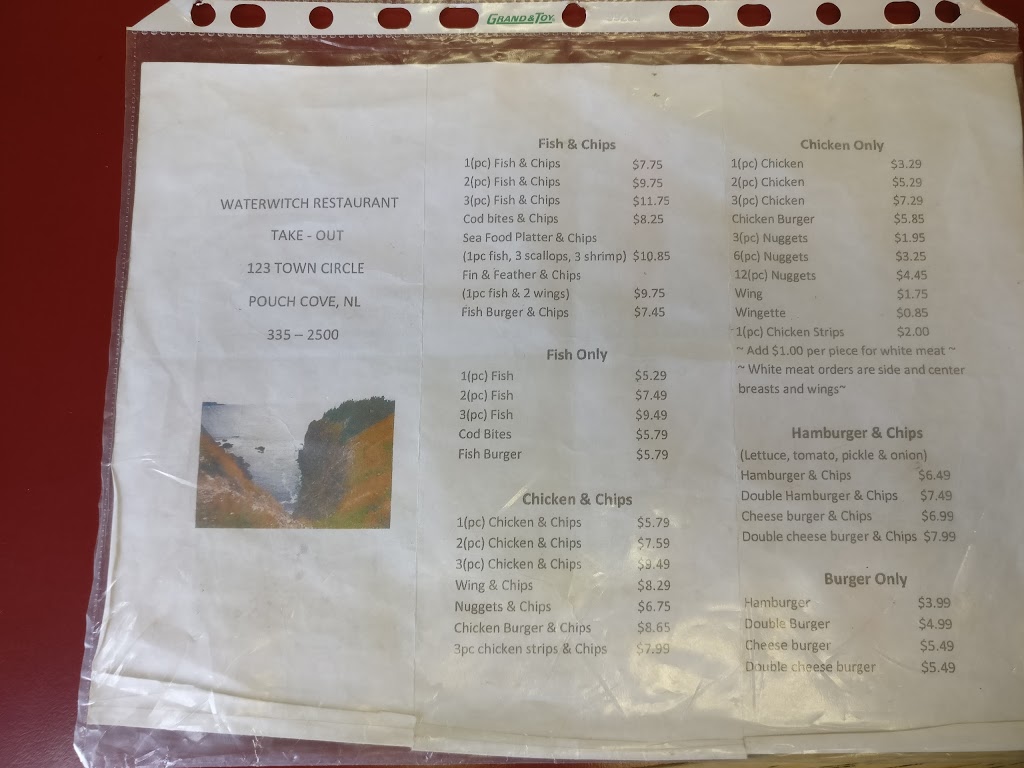 GRAND & TOY
WATERWITCH RESTAURANT
TAKE - OUT
123 TOWN CIRCLE
POUCH COVE, NL
335 – 2500
Fish & Chips
1(pc) Fish & Chips $7.75
2(pc) Fish & Chips $9.75
3(pc) Fish & Chips $11.75
Cod bites & Chips $8.25
Sea Food Platter & Chips
(1pc fish, 3 scallops, 3 shrimp) $10.85
Fin & Feather & Chips
(1pc fish & 2 wings) $9.75
Fish Burger & Chips $7.45
Fish Only
1(pc) Fish $5.29
2(pc) Fish $7.49
3(pc) Fish $9.49
Cod Bites $5.79
Fish Burger $5.79
Chicken & Chips
1(pc) Chicken & Chips $5.79
2(pc) Chicken & Chips $7.59
3(pc) Chicken & Chips $9.49
Wing & Chips $8.29
Nuggets & Chips $6.75
Chicken Burger & Chips $8.65
3pc chicken strips & Chips $7.99
Chicken Only
1(pc) Chicken $3.29
2(pc) Chicken $5.29
3(pc) Chicken $7.29
Chicken Burger $5.85
3(pc) Nuggets $1.95
6(pc) Nuggets $3.25
12(pc) Nuggets $4.45
Wing $1.75
Wingette $0.85
1(pc) Chicken Strips $2.00
~ Add $1.00 per piece for white meat ~
~ White meat orders are side and center
breasts and wings~
Hamburger & Chips
(Lettuce, tomato, pickle & onion)
Hamburger & Chips $6.49
Double Hamburger & Chips $7.49
Cheese burger & Chips $6.99
Double cheese burger & Chips $7.99
Burger Only
Hamburger $3.99
Double Burger $4.99
Cheese burger $5.49
Double cheese burger $5.49